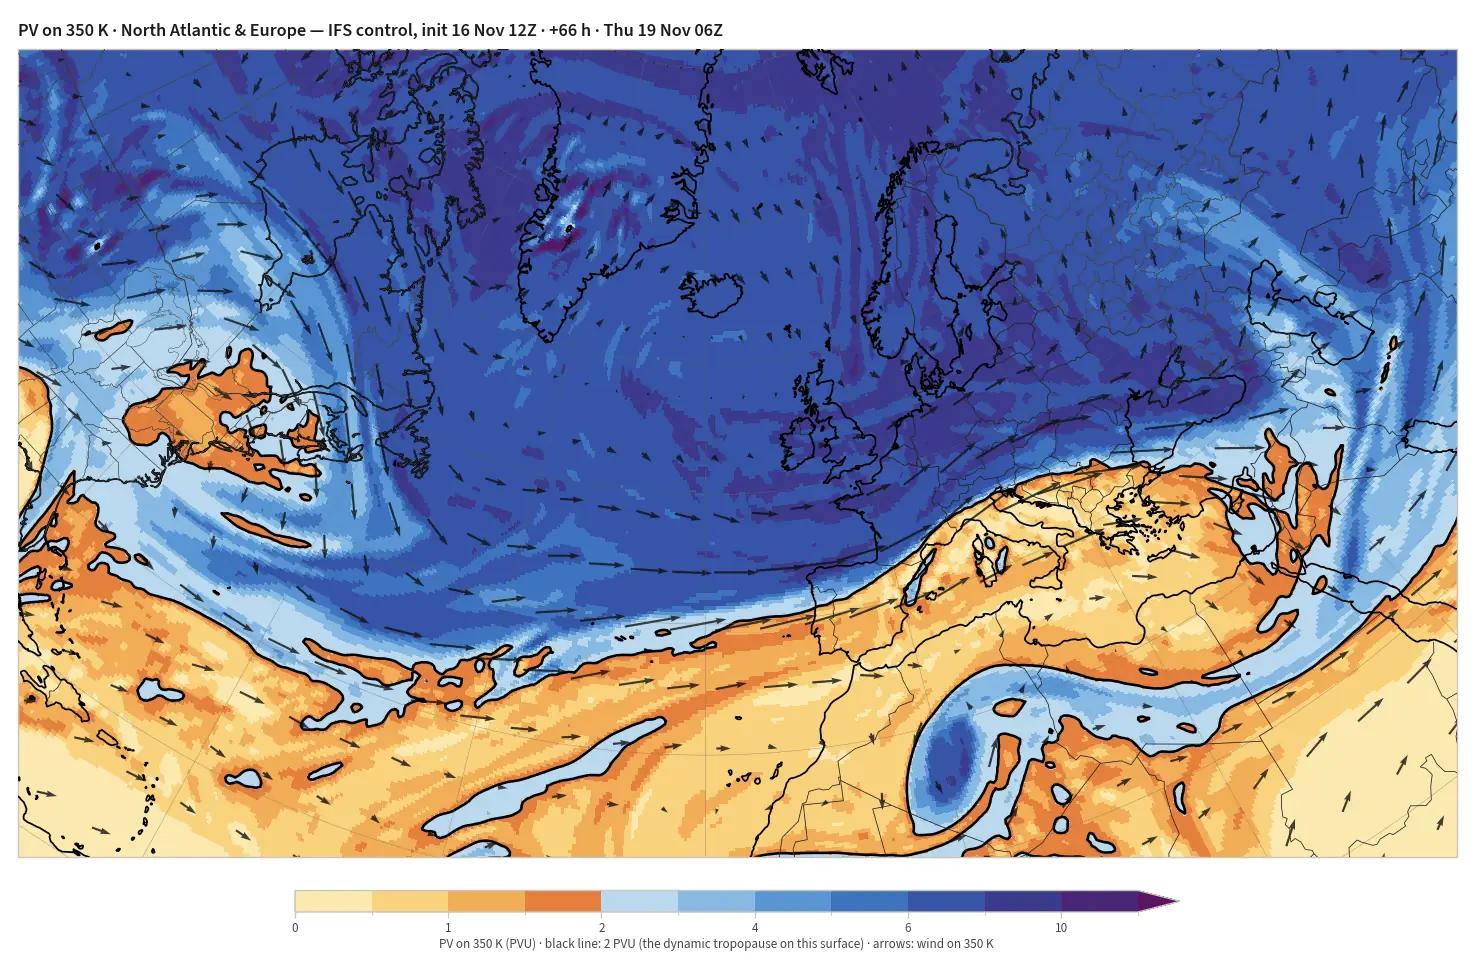 PV on 350 K · North Atlantic & Europe — IFS control, init 16 Nov 12Z · +66 h · Thu 19 Nov 06Z
0 1 2 4 6 10
PV on 350 K (PVU) · black line: 2 PVU (the dynamic tropopause on this surface) · arrows: wind on 350 K